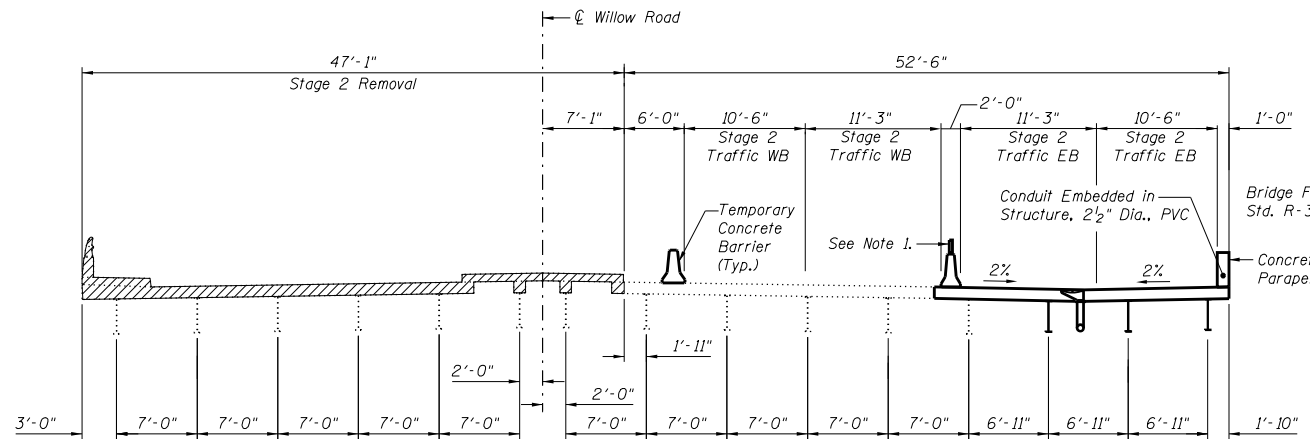 ℄ Willow Road
47'-1"
52'-6"
Stage 2 Removal
2'-0"
7'-1" 6'-0" 10'-6" 11'-3" 11'-3" 10'-6" 1'-0"
Stage 2 Stage 2 Stage 2 Stage 2
Traffic WB Traffic WB Traffic EB Traffic EB
Conduit Embedded in
Structure, 2½" Dia., PVC
Bridge F
Std. R-3
Temporary
Concrete
Barrier
(Typ.)
See Note 1.
Concret
Parape
2% 2%
1'-11"
2'-0"
2'-0"
3'-0" 7'-0" 7'-0" 7'-0" 7'-0" 7'-0" 7'-0" 7'-0" 7'-0" 7'-0" 7'-0" 6'-11" 6'-11" 6'-11" 1'-10"